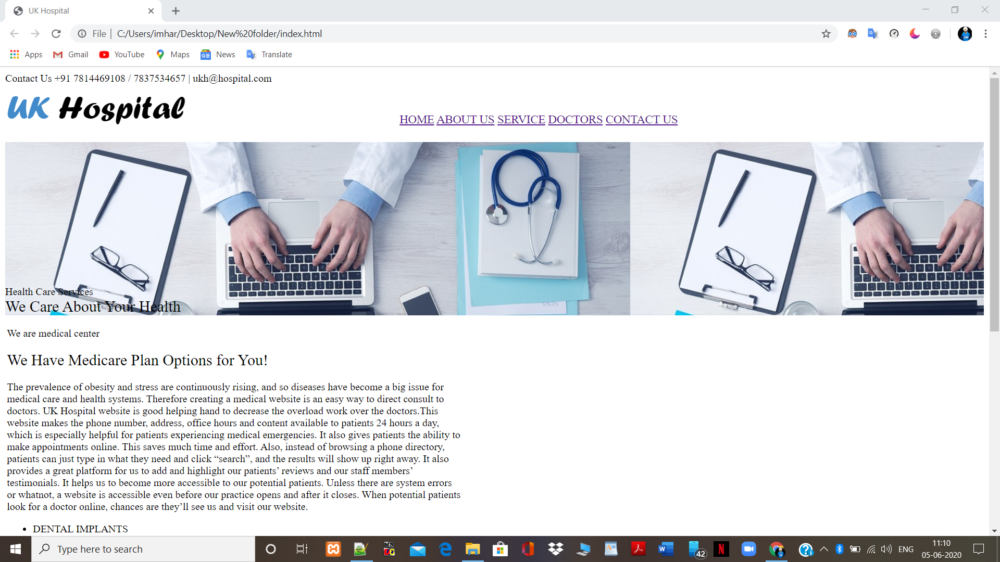 UK Hospital
File | C:/Users/imhar/Desktop/New%20folder/index.html
Apps Gmail YouTube Maps News Translate
Contact Us +91 7814469108 / 7837534657 | ukh@hospital.com
UK Hospital
HOME ABOUT US SERVICE DOCTORS CONTACT US
NEWS
Health Care Services
We Care About Your Health
We are medical center
We Have Medicare Plan Options for You!
The prevalence of obesity and stress are continuously rising, and so diseases have become a big issue for
medical care and health systems. Therefore creating a medical website is an easy way to direct consult to
doctors. UK Hospital website is good helping hand to decrease the overload work over the doctors.This
website makes the phone number, address, office hours and content available to patients 24 hours a day,
which is especially helpful for patients experiencing medical emergencies. It also gives patients the ability to
make appointments online. This saves much time and effort. Also, instead of browsing a phone directory,
patients can just type in what they need and click “search”, and the results will show up right away. It also
provides a great platform for us to add and highlight our patients’ reviews and our staff members’
testimonials. It helps us to become more accessible to our potential patients. Unless there are system errors
or whatnot, a website is accessible even before our practice opens and after it closes. When potential patients
look for a doctor online, chances are they’ll see us and visit our website.
• DENTAL IMPLANTS
Type here to search
42
ENG
11:10
05-06-2020